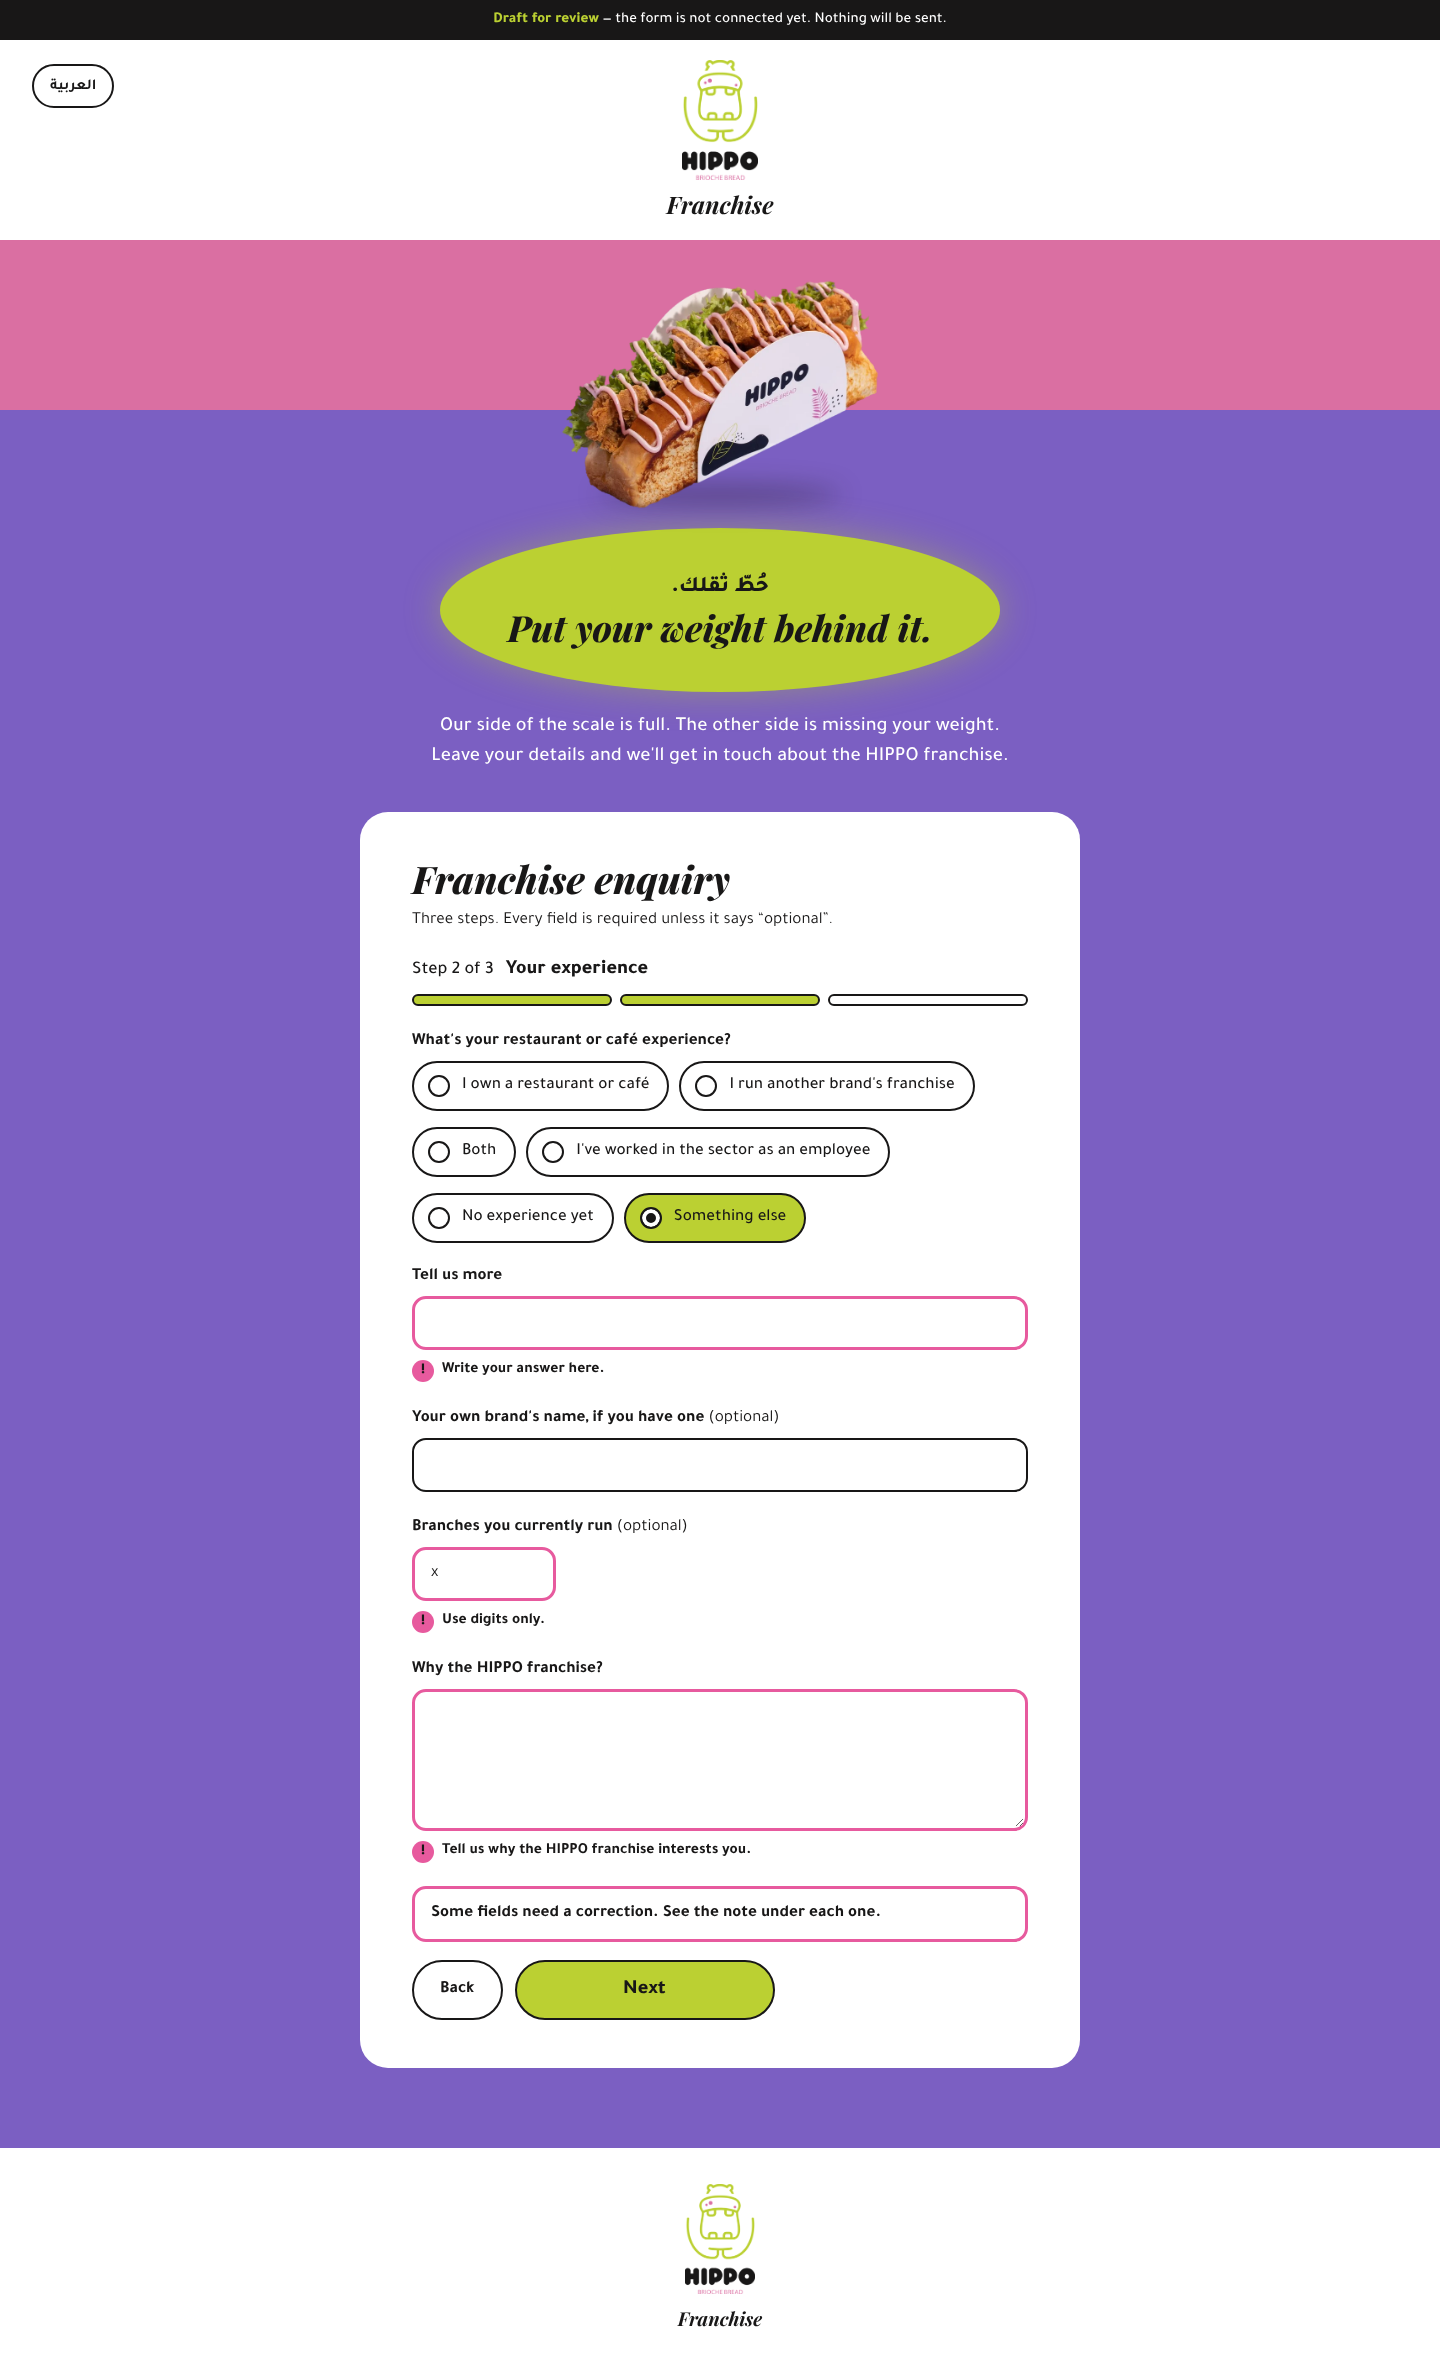 Draft for review – the form is not connected yet. Nothing will be sent.
العربية
HIPPO
BRIOCHE BREAD
Franchise
HIPPO
BRIOCHE BREAD
حُطّ ثقلك.
Put your weight behind it.
Our side of the scale is full. The other side is missing your weight.
Leave your details and we'll get in touch about the HIPPO franchise.
Franchise enquiry
Three steps. Every field is required unless it says “optional”.
Step 2 of 3 Your experience
What's your restaurant or café experience?
I own a restaurant or café
I run another brand's franchise
Both
I've worked in the sector as an employee
No experience yet
Something else
Tell us more
! Write your answer here.
Your own brand's name, if you have one (optional)
Branches you currently run (optional)
x
! Use digits only.
Why the HIPPO franchise?
! Tell us why the HIPPO franchise interests you.
Some fields need a correction. See the note under each one.
Back
Next
HIPPO
BRIOCHE BREAD
Franchise